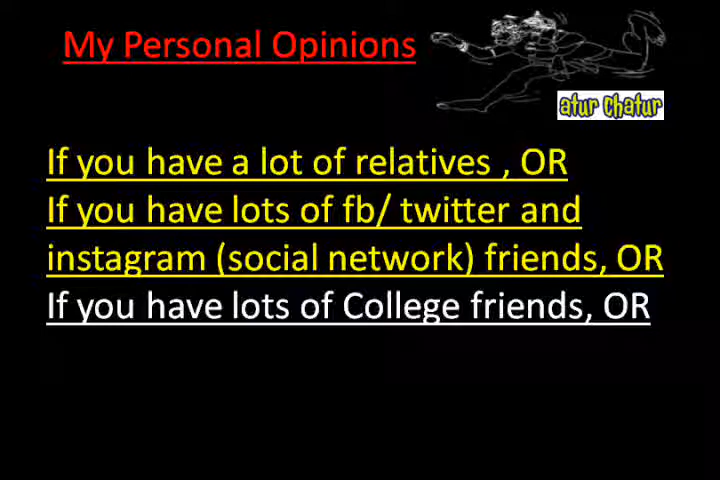 My Personal Opinions
atur chatur
If you have a lot of relatives , OR
If you have lots of fb/ twitter and
instagram (social network) friends, OR
If you have lots of College friends, OR